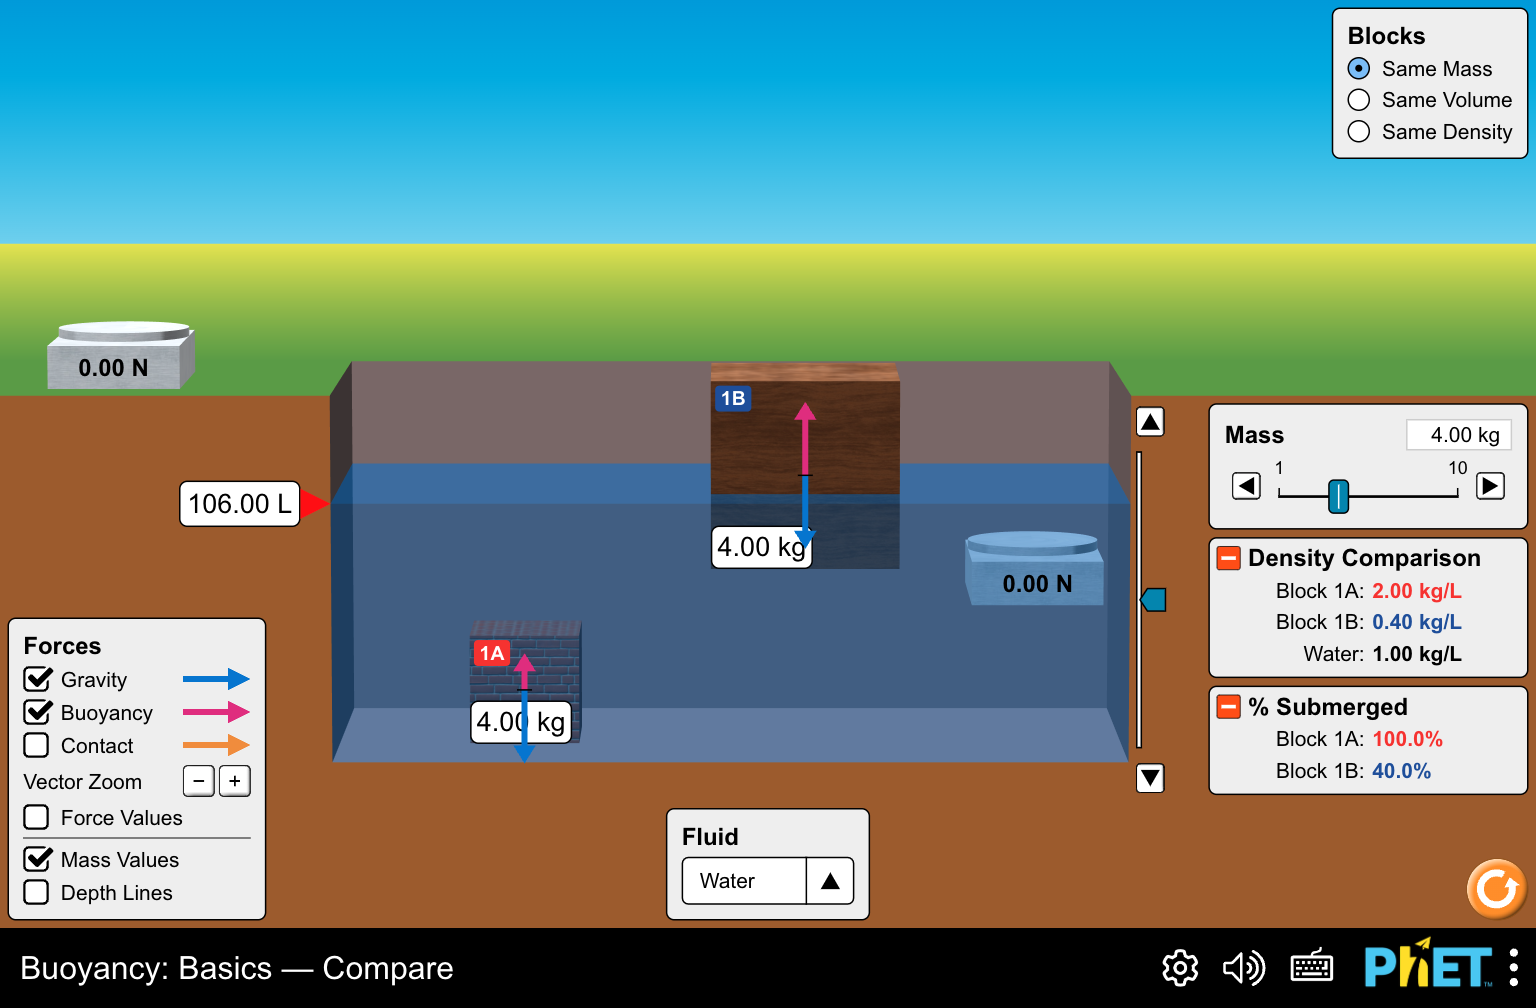 Blocks
Same Mass
Same Volume
Same Density
0.00 N
1B
106.00 L
4.00 kg
0.00 N
1A
4.00 kg
Mass
4.00 kg
1
10
Density Comparison
Block 1A: 2.00 kg/L
Block 1B: 0.40 kg/L
Water: 1.00 kg/L
% Submerged
Block 1A: 100.0%
Block 1B: 40.0%
Forces
Gravity
Buoyancy
Contact
Vector Zoom
− +
Force Values
Mass Values
Depth Lines
Fluid
Water
Buoyancy: Basics — Compare
PhET™